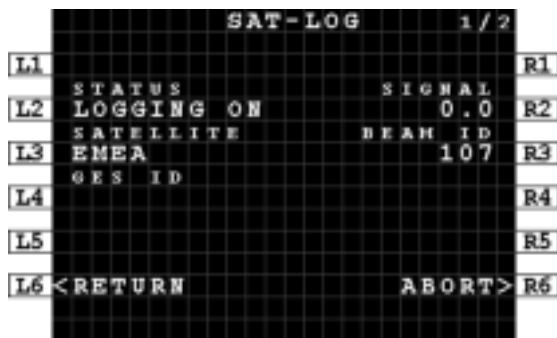 SAT-LOG 1/2
L1 R1
STATUS SIGNAL
L2 LOGGING ON 0.0 R2
SATELLITE BEAM ID
L3 EMEA 107 R3
GES ID
L4 R4
L5 R5
L6 <RETURN ABORT> R6